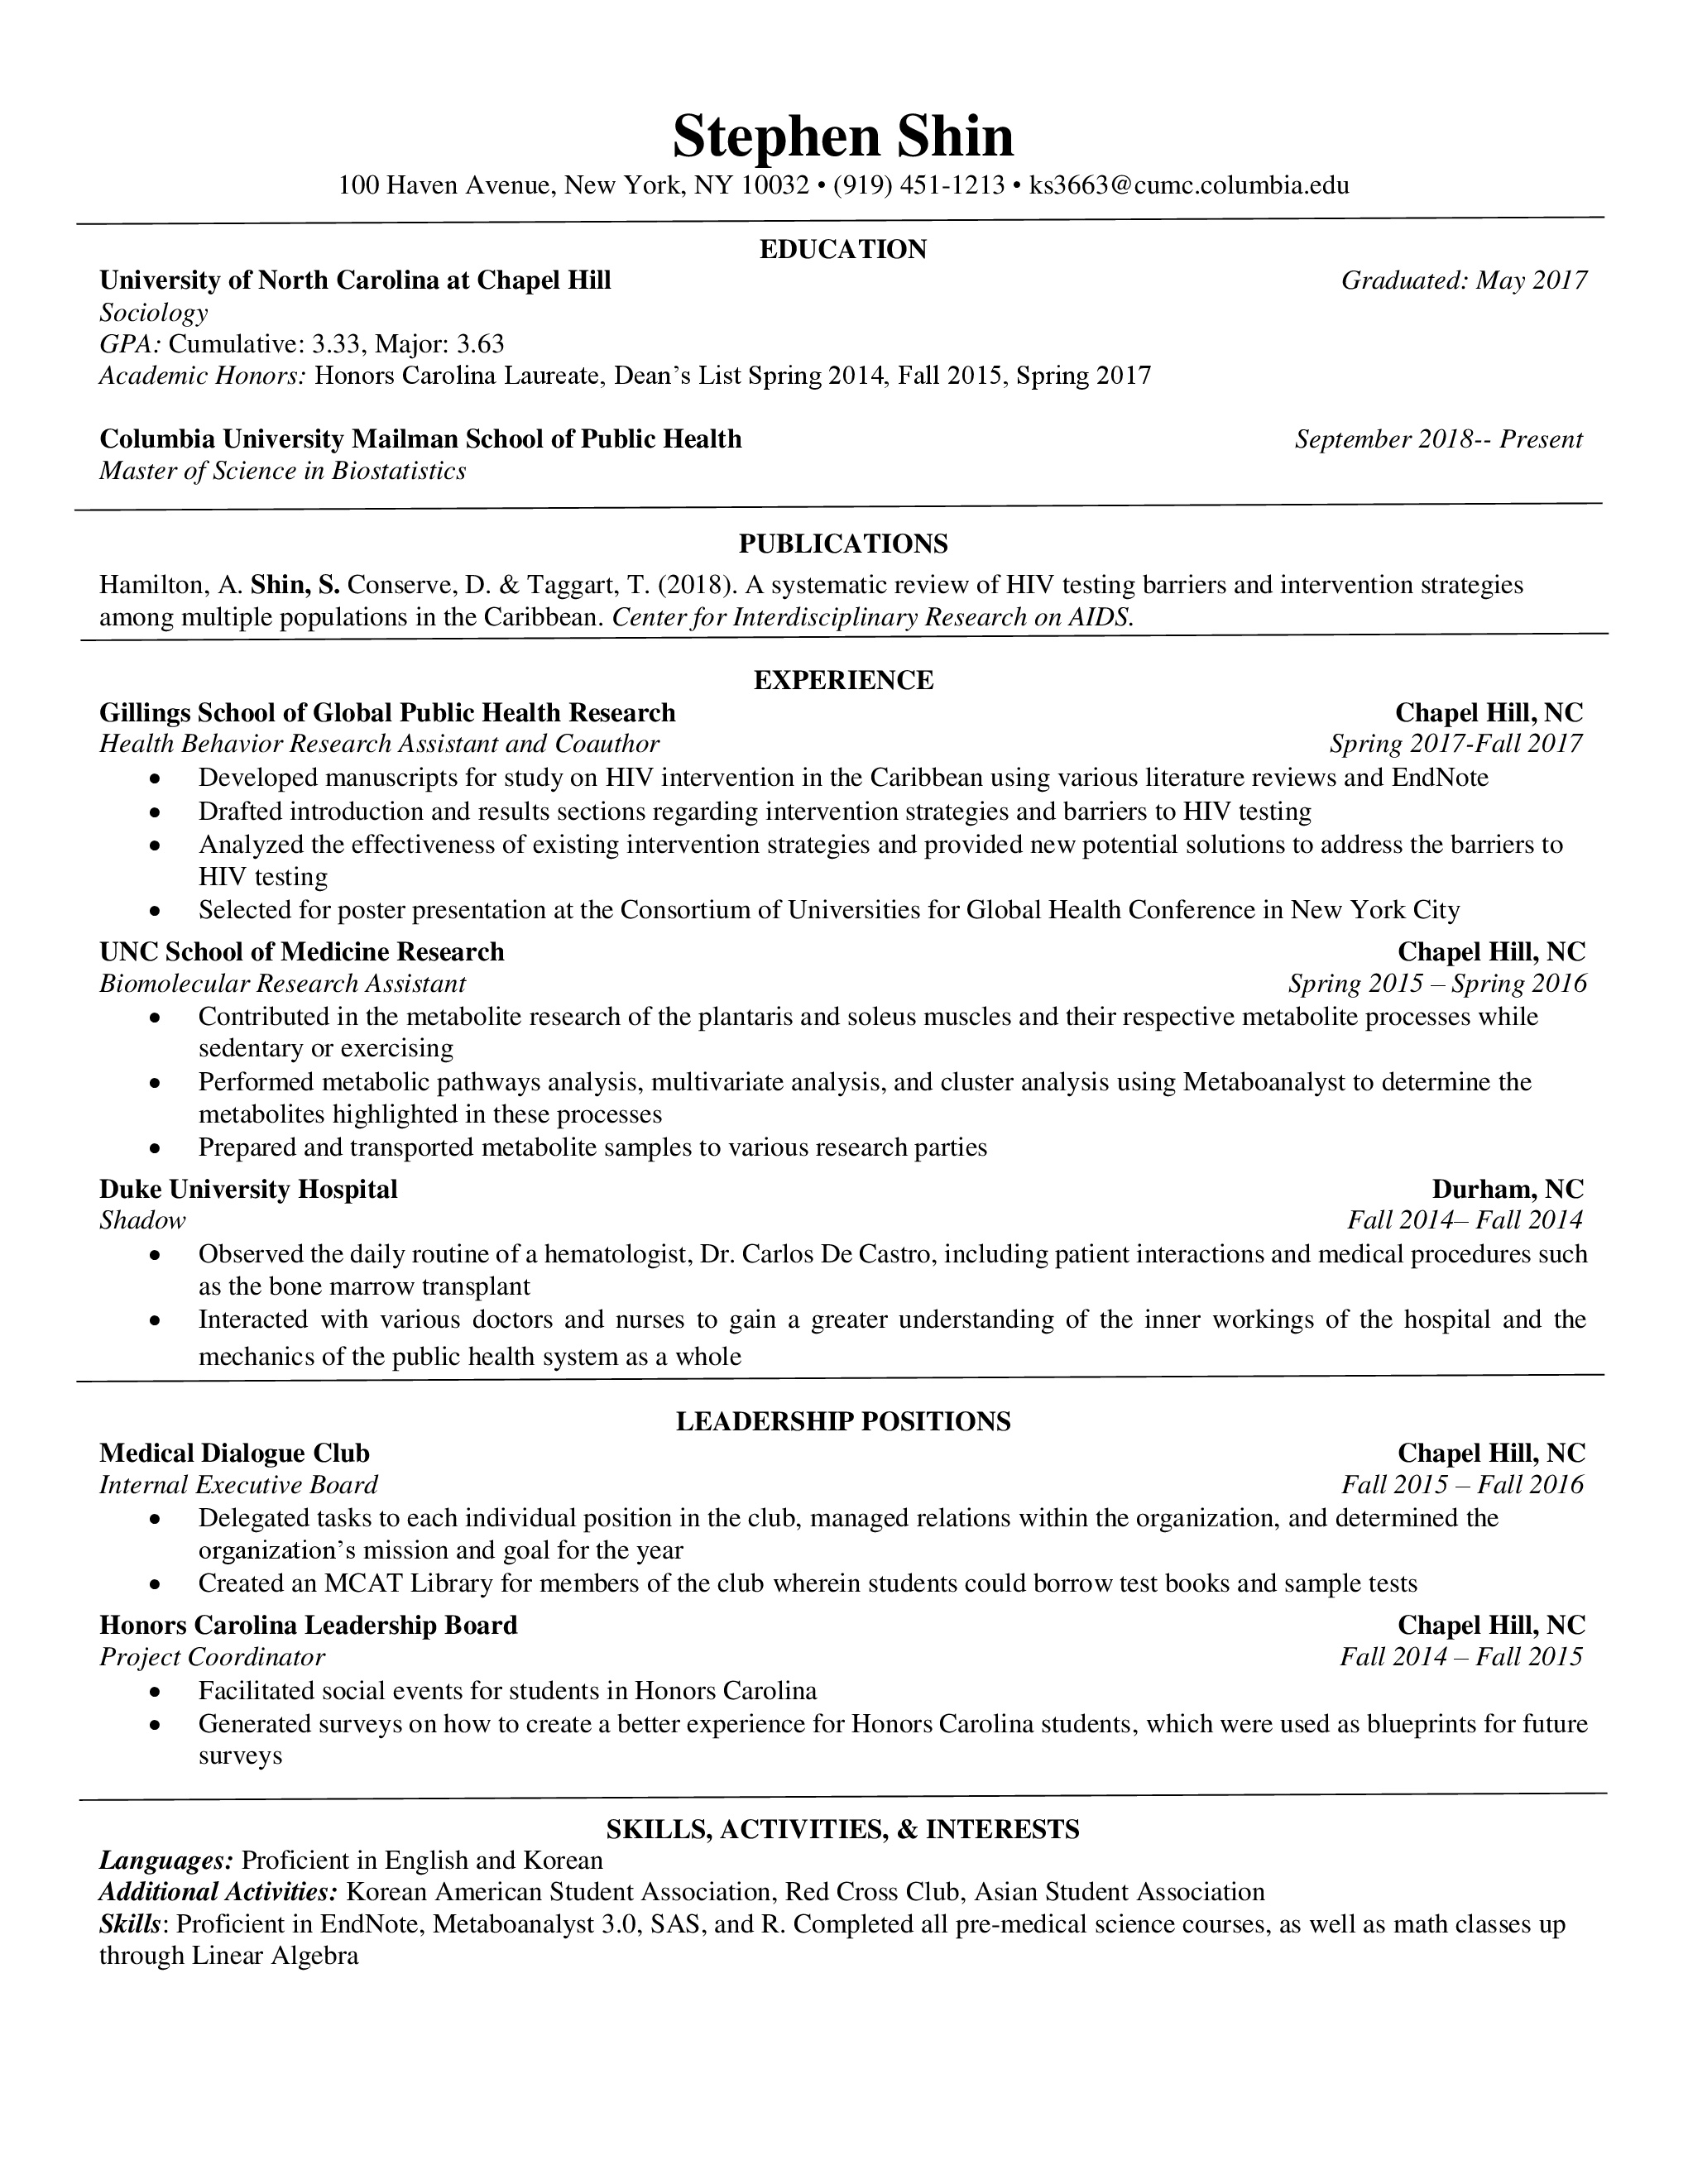 Stephen Shin
100 Haven Avenue, New York, NY 10032 • (919) 451-1213 • ks3663@cumc.columbia.edu
EDUCATION
University of North Carolina at Chapel Hill Graduated: May 2017
Sociology
GPA: Cumulative: 3.33, Major: 3.63
Academic Honors: Honors Carolina Laureate, Dean’s List Spring 2014, Fall 2015, Spring 2017
Columbia University Mailman School of Public Health September 2018-- Present
Master of Science in Biostatistics
PUBLICATIONS
Hamilton, A. Shin, S. Conserve, D. & Taggart, T. (2018). A systematic review of HIV testing barriers and intervention strategies
among multiple populations in the Caribbean. Center for Interdisciplinary Research on AIDS.
EXPERIENCE
Gillings School of Global Public Health Research Chapel Hill, NC
Health Behavior Research Assistant and Coauthor Spring 2017-Fall 2017
• Developed manuscripts for study on HIV intervention in the Caribbean using various literature reviews and EndNote
• Drafted introduction and results sections regarding intervention strategies and barriers to HIV testing
• Analyzed the effectiveness of existing intervention strategies and provided new potential solutions to address the barriers to
HIV testing
• Selected for poster presentation at the Consortium of Universities for Global Health Conference in New York City
UNC School of Medicine Research Chapel Hill, NC
Biomolecular Research Assistant Spring 2015 – Spring 2016
• Contributed in the metabolite research of the plantaris and soleus muscles and their respective metabolite processes while
sedentary or exercising
• Performed metabolic pathways analysis, multivariate analysis, and cluster analysis using Metaboanalyst to determine the
metabolites highlighted in these processes
• Prepared and transported metabolite samples to various research parties
Duke University Hospital Durham, NC
Shadow Fall 2014– Fall 2014
• Observed the daily routine of a hematologist, Dr. Carlos De Castro, including patient interactions and medical procedures such
as the bone marrow transplant
• Interacted with various doctors and nurses to gain a greater understanding of the inner workings of the hospital and the
mechanics of the public health system as a whole
LEADERSHIP POSITIONS
Medical Dialogue Club Chapel Hill, NC
Internal Executive Board Fall 2015 – Fall 2016
• Delegated tasks to each individual position in the club, managed relations within the organization, and determined the
organization’s mission and goal for the year
• Created an MCAT Library for members of the club wherein students could borrow test books and sample tests
Honors Carolina Leadership Board Chapel Hill, NC
Project Coordinator Fall 2014 – Fall 2015
• Facilitated social events for students in Honors Carolina
• Generated surveys on how to create a better experience for Honors Carolina students, which were used as blueprints for future
surveys
SKILLS, ACTIVITIES, & INTERESTS
Languages: Proficient in English and Korean
Additional Activities: Korean American Student Association, Red Cross Club, Asian Student Association
Skills: Proficient in EndNote, Metaboanalyst 3.0, SAS, and R. Completed all pre-medical science courses, as well as math classes up
through Linear Algebra